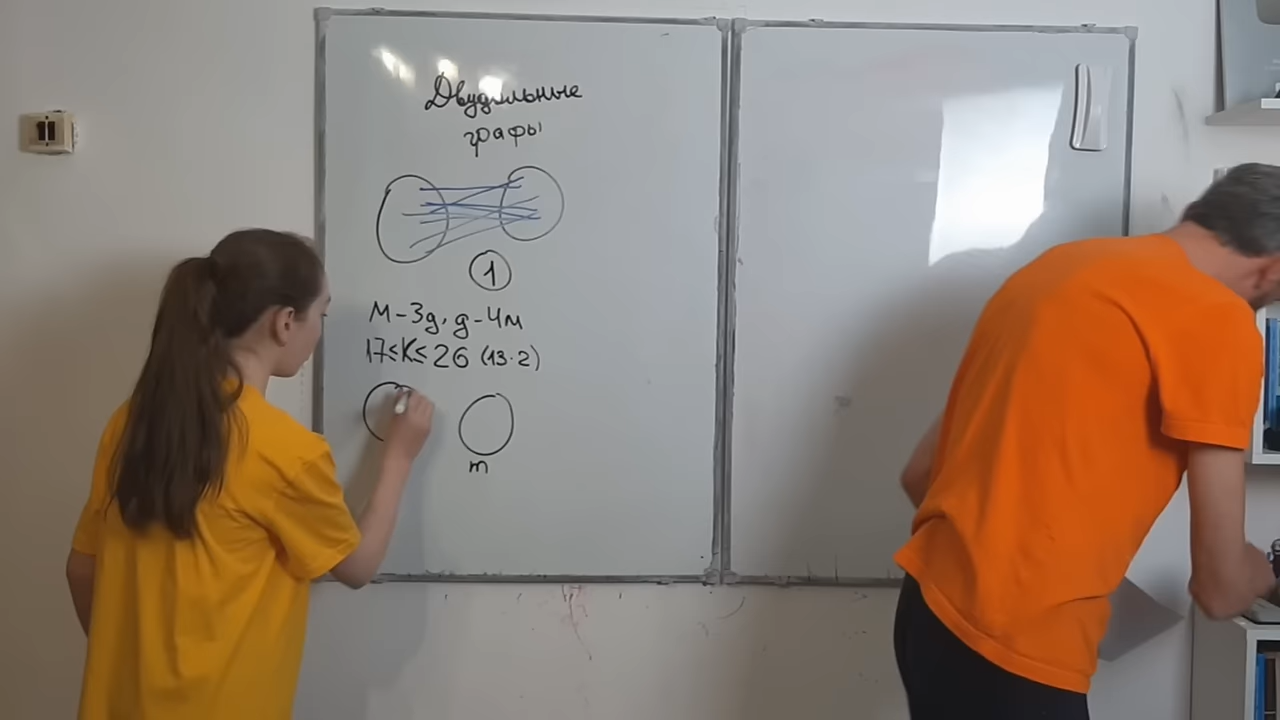 Двудольные
графы
1
М-3д, д-4м
17≤К≤26 (13·2)
m